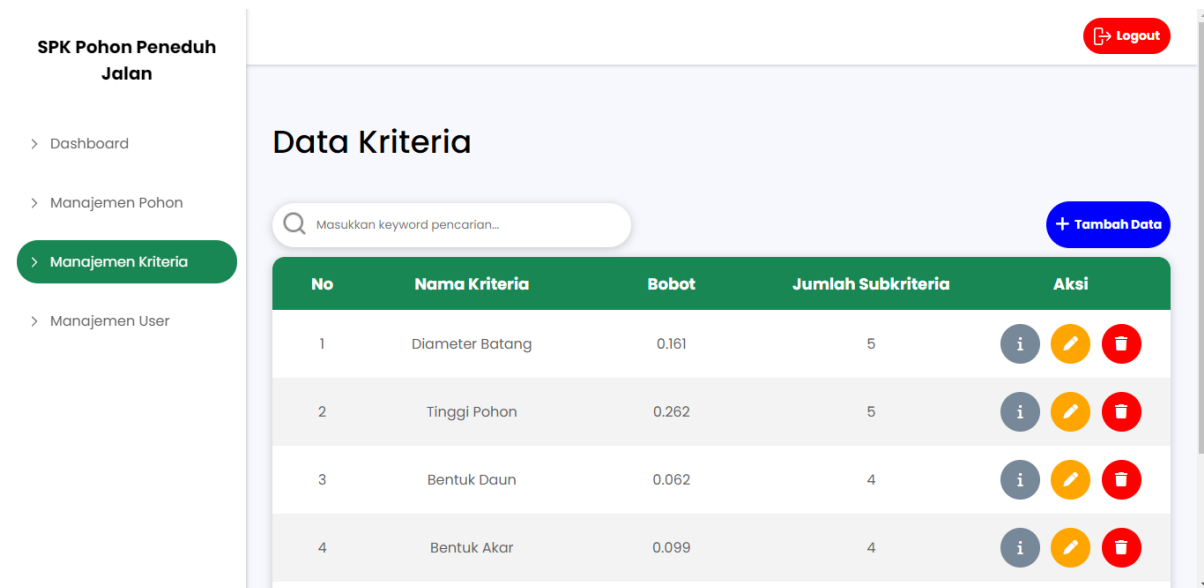 SPK Pohon Peneduh
Jalan
Logout
Dashboard
Manajemen Pohon
Manajemen Kriteria
Manajemen User
Data Kriteria
Masukkan keyword pencarian...
+ Tambah Data
No Nama Kriteria Bobot Jumlah Subkriteria Aksi
1 Diameter Batang 0.161 5
2 Tinggi Pohon 0.262 5
3 Bentuk Daun 0.062 4
4 Bentuk Akar 0.099 4